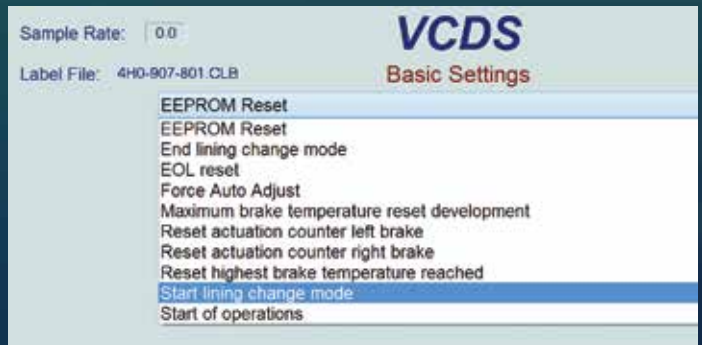 Sample Rate: 0.0
VCDS
Label File: 4H0-907-801.CLB
Basic Settings
EEPROM Reset
EEPROM Reset
End lining change mode
EOL reset
Force Auto Adjust
Maximum brake temperature reset development
Reset actuation counter left brake
Reset actuation counter right brake
Reset highest brake temperature reached
Start lining change mode
Start of operations